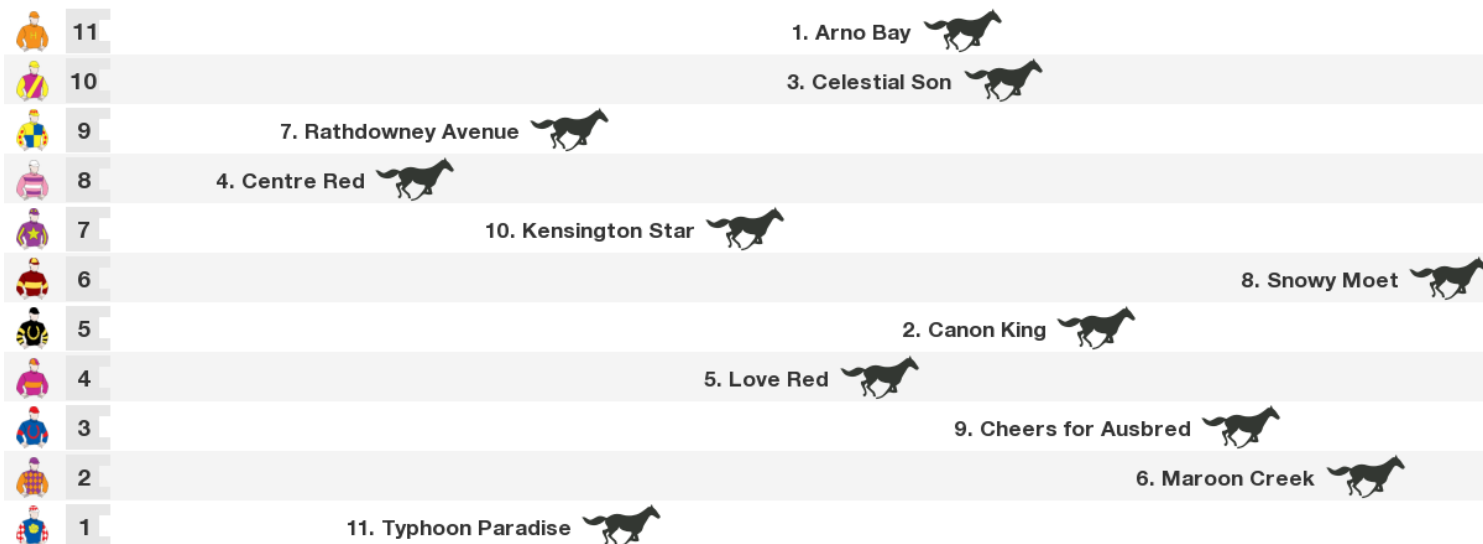 11 1. Arno Bay
10 3. Celestial Son
9 7. Rathdowney Avenue
8 4. Centre Red
7 10. Kensington Star
6 8. Snowy Moet
5 2. Canon King
4 5. Love Red
3 9. Cheers for Ausbred
2 6. Maroon Creek
1 11. Typhoon Paradise